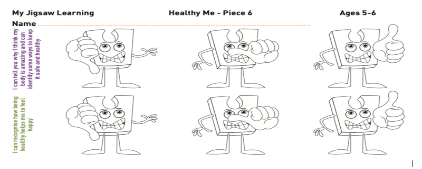 My Jigsaw Learning
Healthy Me - Piece 6
Ages 5-6
Name
I can tell you why I think my
body is amazing and can
identify some ways to keep
it safe and healthy
I can recognise how being
healthy helps me to feel
happy